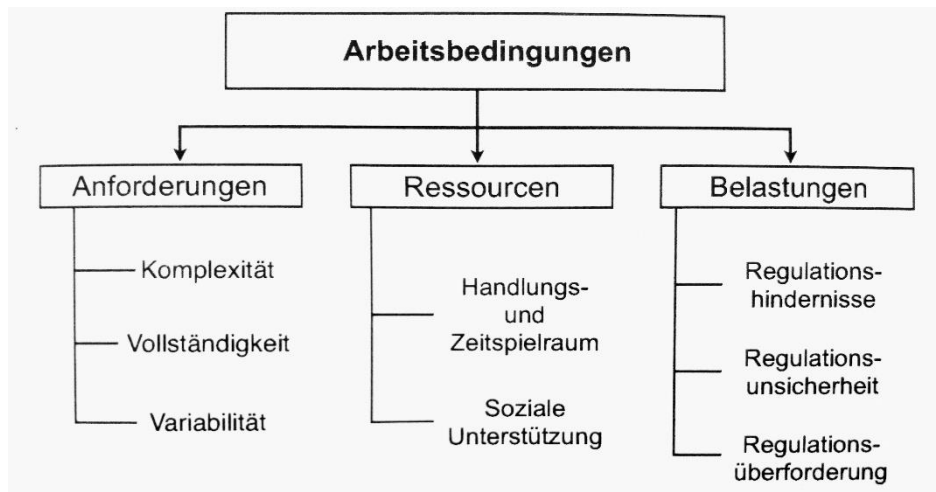 Arbeitsbedingungen
Anforderungen
Komplexität
Vollständigkeit
Variabilität
Ressourcen
Handlungs-
und
Zeitspielraum
Soziale
Unterstützung
Belastungen
Regulations-
hindernisse
Regulations-
unsicherheit
Regulations-
überforderung